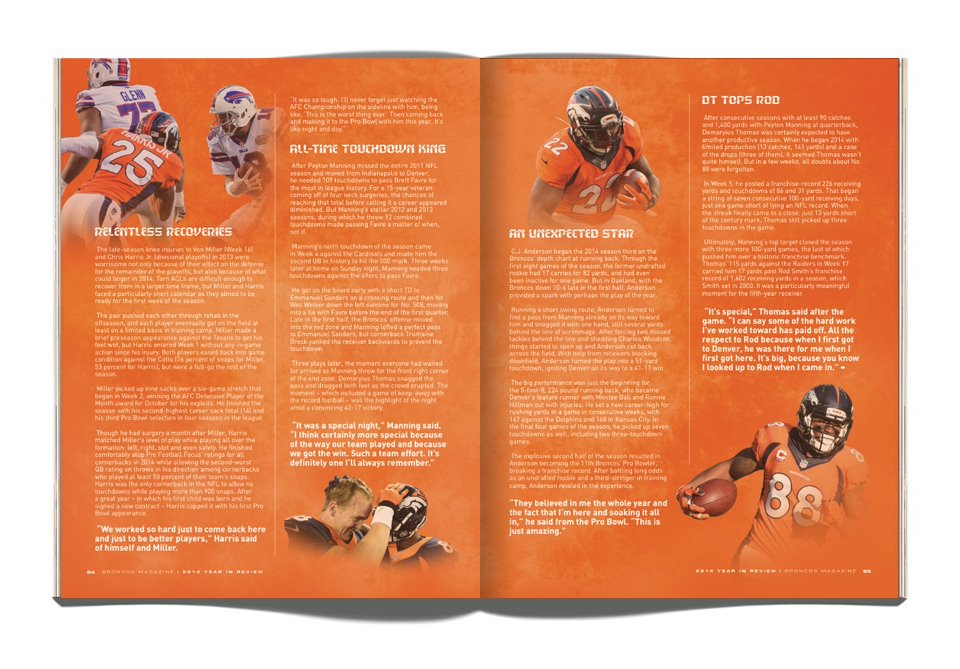 GLENN
HARRIS JR.
25
RELENTLESS RECOVERIES
The late-season knee injuries to Von Miller (Week 16)
and Chris Harris Jr. (divisional playoffs) in 2013 were
worrisome not only because of their effect on the defense
for the remainder of the playoffs, but also because of what
could linger in 2014. Torn ACLs are difficult enough to
recover from in a larger time frame, but Miller and Harris
faced a particularly short calendar as they aimed to be
ready for the first week of the season.
The pair pushed each other through rehab in the
offseason, and each player eventually got on the field at
least on a limited basis in training camp. Miller made a
brief preseason appearance against the Texans to get his
feet wet, but Harris entered Week 1 without any in-game
action since his injury. Both players eased back into game
condition against the Colts (76 percent of snaps for Miller,
53 percent for Harris), but were a full-go the rest of the
season.
Miller picked up nine sacks over a six-game stretch that
began in Week 2, winning the AFC Defensive Player of the
Month award for October for his exploits. He finished the
season with his second-highest career sack total (14) and
his third Pro Bowl selection in four seasons in the league.
Though he had surgery a month after Miller, Harris
matched Miller's level of play while playing all over the
formation: left, right, slot and even safety. He finished
comfortably atop Pro Football Focus' ratings for all
cornerbacks in 2014 while allowing the second-worst
QB rating on throws in his direction among cornerbacks
who played at least 50 percent of their team's snaps.
Harris was the only cornerback in the NFL to allow no
touchdowns while playing more than 900 snaps. After
a great year – in which his first child was born and he
signed a new contract – Harris capped it with his first Pro
Bowl appearance.
"We worked so hard just to come back here
and just to be better players," Harris said
of himself and Miller.
"It was so tough. I'll never forget just watching the
AFC Championship on the sideline with him, being
like, 'This is the worst thing ever.' Then coming back
and making it to the Pro Bowl with him this year, it's
like night and day."
ALL-TIME TOUCHDOWN KING
After Peyton Manning missed the entire 2011 NFL
season and moved from Indianapolis to Denver,
he needed 109 touchdowns to pass Brett Favre for
the most in league history. For a 15-year veteran
coming off of four neck surgeries, the chances of
reaching that total before calling it a career appeared
diminished. But Manning's stellar 2012 and 2013
seasons, during which he threw 92 combined
touchdowns made passing Favre a matter of when,
not if.
Manning's ninth touchdown of the season came
in Week 4 against the Cardinals and made him the
second QB in history to hit the 500 mark. Three weeks
later at home on Sunday night, Manning needed three
touchdowns against the 49ers to pass Favre.
He got on the board early with a short TD to
Emmanuel Sanders on a crossing route and then hit
Wes Welker down the left sideline for No. 508, moving
into a tie with Favre before the end of the first quarter.
Late in the first half, the Broncos' offense moved
into the red zone and Manning lofted a perfect pass
to Emmanuel Sanders, but cornerback Trumaine
Brock yanked the receiver backwards to prevent the
touchdown.
Three plays later, the moment everyone had waited
for arrived as Manning threw for the front right corner
of the end zone. Demaryius Thomas snagged the
pass and dragged both feet as the crowd erupted. The
moment – which included a game of keep-away with
the record football – was the highlight of the night
amid a convincing 42-17 victory.
"It was a special night," Manning said.
"I think certainly more special because
of the way our team played and because
we got the win. Such a team effort. It's
definitely one I'll always remember."
64 BRONCOS MAGAZINE | 2014 YEAR IN REVIEW
22
22
AN UNEXPECTED STAR
C.J. Anderson began the 2014 season third on the
Broncos' depth chart at running back. Through the
first eight games of the season, the former undrafted
rookie had 17 carries for 92 yards, and had even
been inactive for one game. But in Oakland, with the
Broncos down 10-6 late in the first half, Anderson
provided a spark with perhaps the play of the year.
Running a short swing route, Anderson turned to
find a pass from Manning already on its way toward
him and snagged it with one hand, still several yards
behind the line of scrimmage. After forcing two missed
tackles behind the line and shedding Charles Woodson,
things started to open up and Anderson cut back
across the field. With help from receivers blocking
downfield, Anderson turned the play into a 51-yard
touchdown, igniting Denver on its way to a 41-17 win.
The big performance was just the beginning for
the 5-foot-8, 224 pound running back, who became
Denver's feature runner with Montee Ball and Ronnie
Hillman out with injuries. He set a new career-high for
rushing yards in a game in consecutive weeks, with
167 against the Dolphins and 168 in Kansas City. In
the final four games of the season, he picked up seven
touchdowns as well, including two three-touchdown
games.
The explosive second half of the season resulted in
Anderson becoming the 11th Broncos' Pro Bowler,
breaking a franchise record. After battling long odds
as an undrafted rookie and a third-stringer in training
camp, Anderson reveled in the experience.
"They believed in me the whole year and
the fact that I'm here and soaking it all
in," he said from the Pro Bowl. "This is
just amazing."
DT TOPS ROD
After consecutive seasons with at least 90 catches
and 1,400 yards with Peyton Manning at quarterback,
Demaryius Thomas was certainly expected to have
another productive season. When he began 2014 with
limited production (13 catches, 141 yards) and a case
of the drops (three of them), it seemed Thomas wasn't
quite himself. But in a few weeks, all doubts about No.
88 were forgotten.
In Week 5, he posted a franchise-record 226 receiving
yards and touchdowns of 86 and 31 yards. That began
a string of seven consecutive 100-yard receiving days,
just one game short of tying an NFL record. When
the streak finally came to a close, just 13 yards short
of the century mark, Thomas still picked up three
touchdowns in the game.
Ultimately, Manning's top target closed the season
with three more 100-yard games, the last of which
pushed him over a historic franchise benchmark.
Thomas' 115 yards against the Raiders in Week 17
carried him 17 yards past Rod Smith's franchise
record of 1,602 receiving yards in a season, which
Smith set in 2000. It was a particularly meaningful
moment for the fifth-year receiver.
"It's special," Thomas said after the
game. "I can say some of the hard work
I've worked toward has paid off. All the
respect to Rod because when I first got
to Denver, he was there for me when I
first got here. It's big, because you know
I looked up to Rod when I came in."
88
2014 YEAR IN REVIEW | BRONCOS MAGAZINE 65